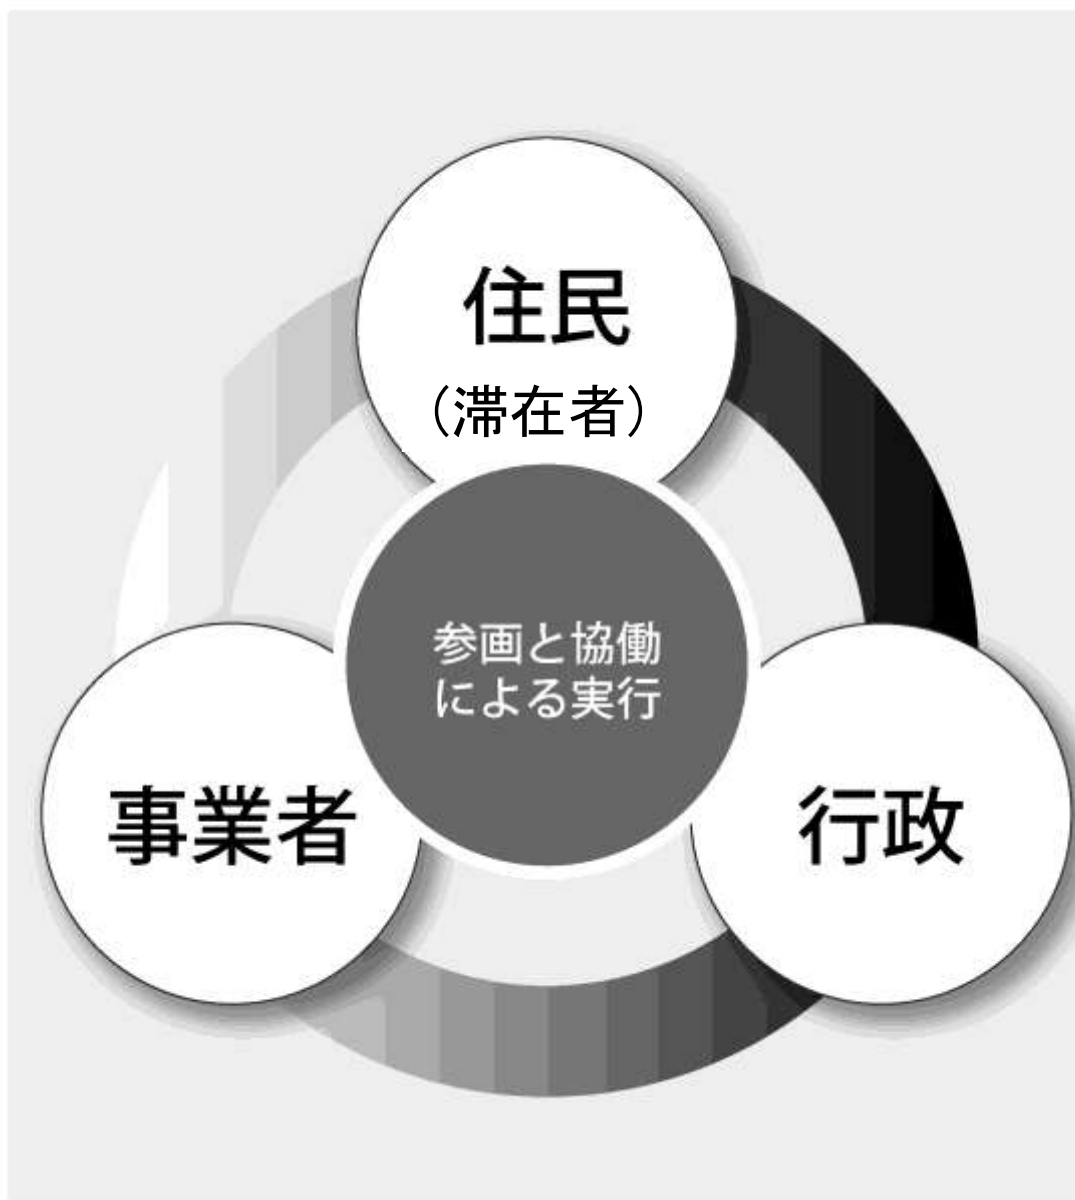 住民
（滞在者）
参画と協働
による実行
事業者
行政